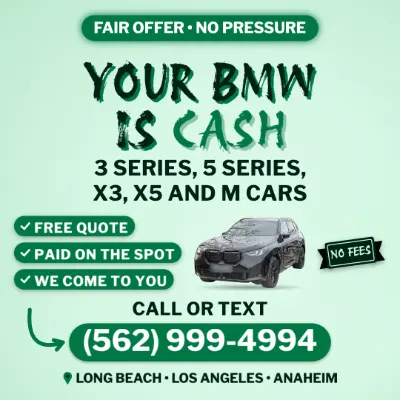 FAIR OFFER • NO PRESSURE
YOUR BMW
IS CASH
3 SERIES, 5 SERIES,
X3, X5 AND M CARS
FREE QUOTE
PAID ON THE SPOT
WE COME TO YOU
NO FEES
CALL OR TEXT
(562) 999-4994
LONG BEACH • LOS ANGELES • ANAHEIM